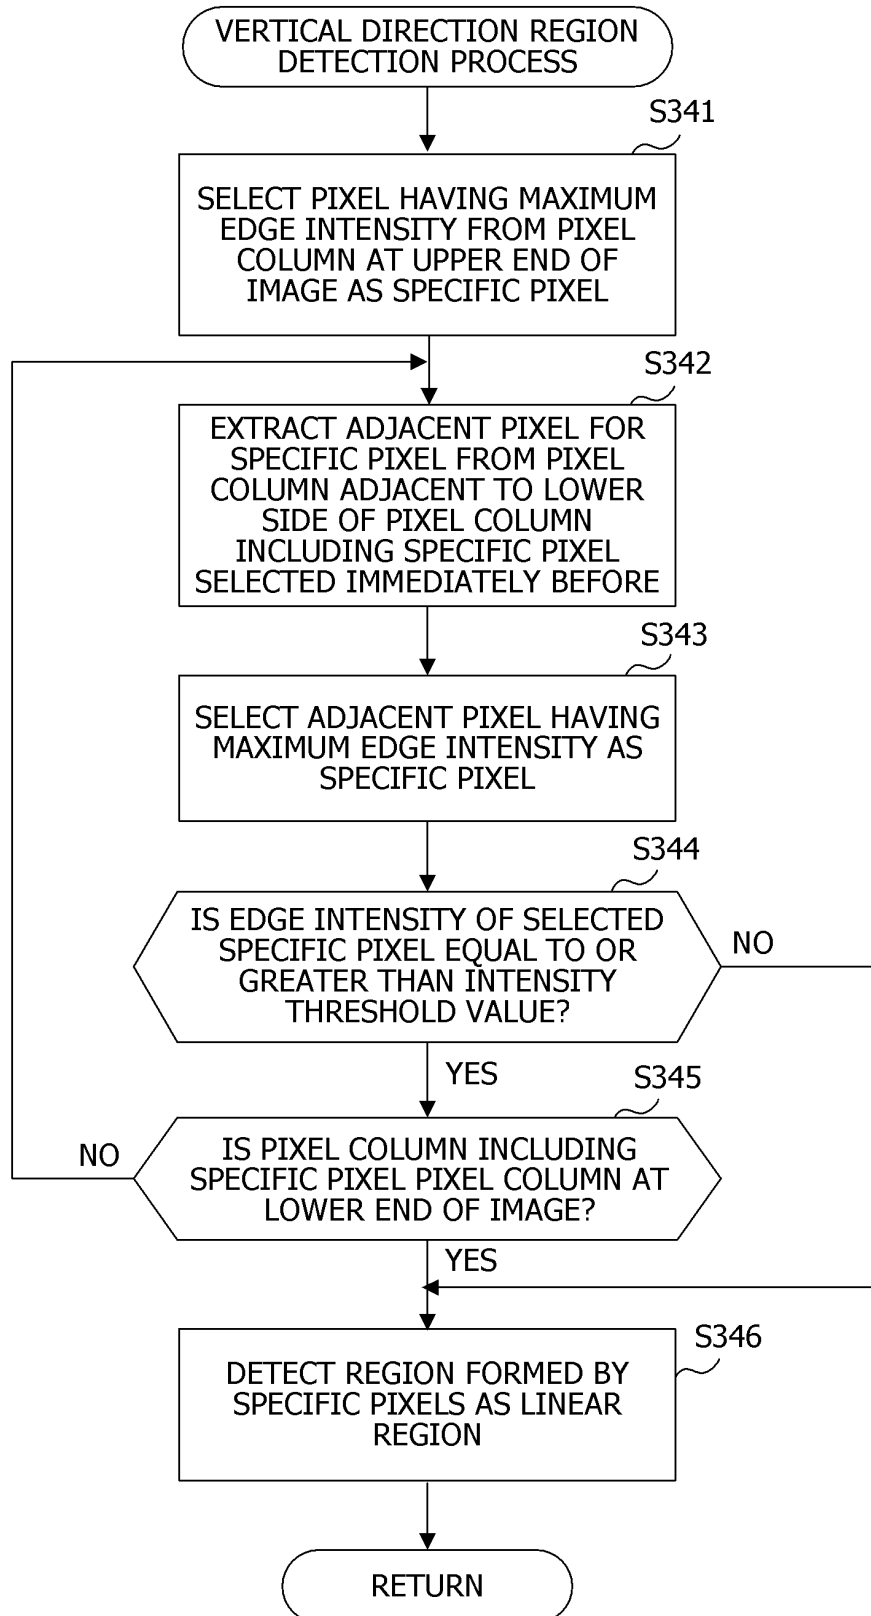 VERTICAL DIRECTION REGION
DETECTION PROCESS
S341
SELECT PIXEL HAVING MAXIMUM
EDGE INTENSITY FROM PIXEL
COLUMN AT UPPER END OF
IMAGE AS SPECIFIC PIXEL
S342
EXTRACT ADJACENT PIXEL FOR
SPECIFIC PIXEL FROM PIXEL
COLUMN ADJACENT TO LOWER
SIDE OF PIXEL COLUMN
INCLUDING SPECIFIC PIXEL
SELECTED IMMEDIATELY BEFORE
S343
SELECT ADJACENT PIXEL HAVING
MAXIMUM EDGE INTENSITY AS
SPECIFIC PIXEL
S344
IS EDGE INTENSITY OF SELECTED
SPECIFIC PIXEL EQUAL TO OR
GREATER THAN INTENSITY
THRESHOLD VALUE?
NO
YES
S345
IS PIXEL COLUMN INCLUDING
SPECIFIC PIXEL PIXEL COLUMN AT
LOWER END OF IMAGE?
NO
YES
S346
DETECT REGION FORMED BY
SPECIFIC PIXELS AS LINEAR
REGION
RETURN